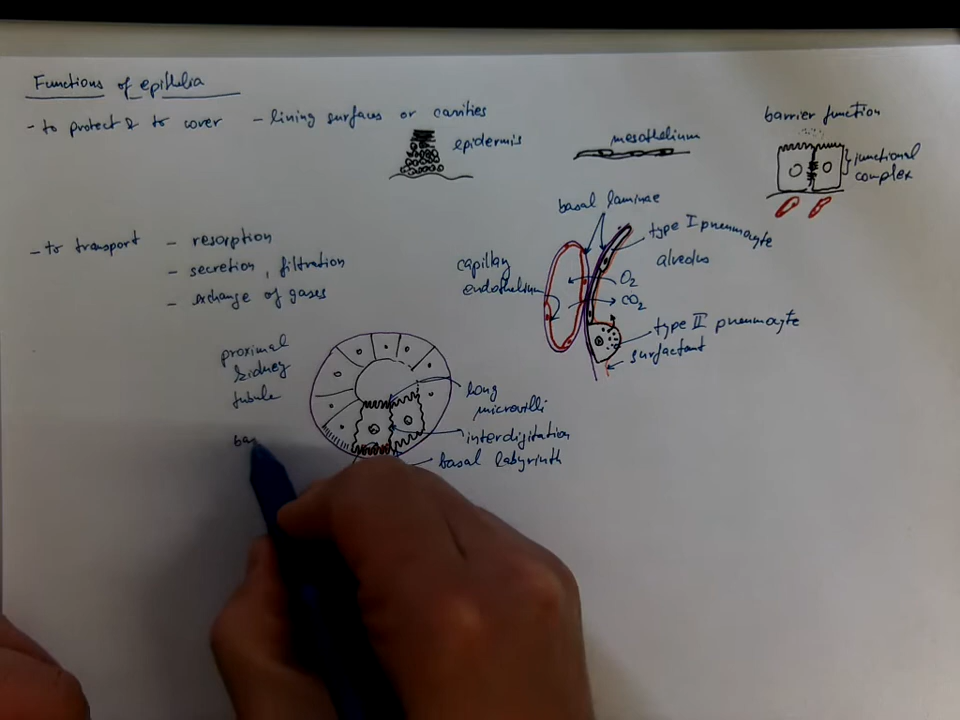 Functions of epithelia
- to protect & to cover - lining surfaces or cavities
epidermis
mesothelium
barrier function
junctional
complex
- to transport - resorption
- secretion, filtration
- exchange of gases
basal laminae
type I pneumocyte
alveolus
capillary
endothelium
O2
CO2
type II pneumocyte
surfactant
proximal
kidney
tubule
long
microvilli
interdigitation
basal labyrinth
ba